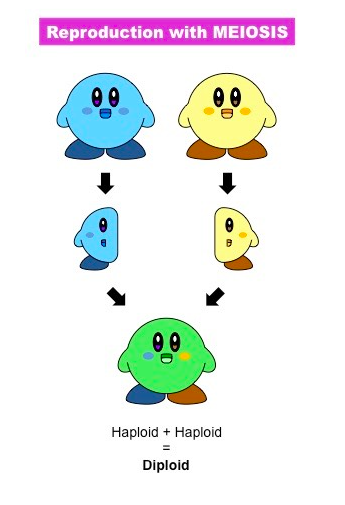 Reproduction with MEIOSIS
Haploid + Haploid
=
Diploid